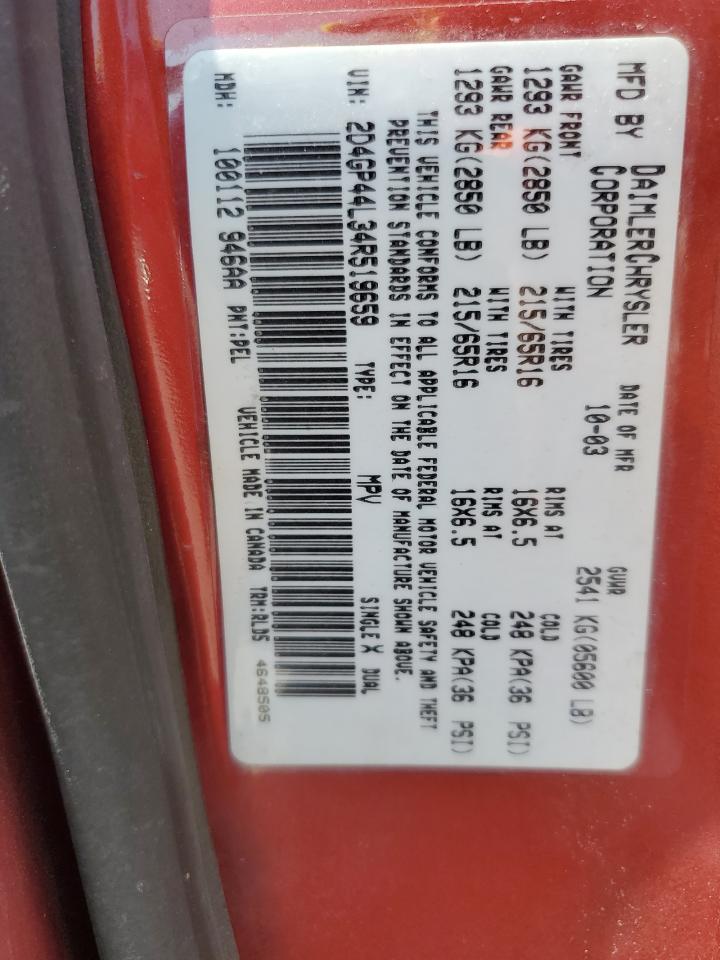 MFD BY DAIMLERCHRYSLER CORPORATION
DATE OF MFR 10-03
GVWR 2541 KG(05600 LB)
GAWR FRONT WITH TIRES RIMS AT COLD
1293 KG(2850 LB) 215/65R16 16X6.5 248 KPA(36 PSI)
GAWR REAR WITH TIRES RIMS AT COLD
1293 KG(2850 LB) 215/65R16 16X6.5 248 KPA(36 PSI)
THIS VEHICLE CONFORMS TO ALL APPLICABLE FEDERAL MOTOR VEHICLE SAFETY AND THEFT
PREVENTION STANDARDS IN EFFECT ON THE DATE OF MANUFACTURE SHOWN ABOVE.
VIN: 2D4GP44L34R519659 TYPE: MPV SINGLE X DUAL
MDH: 100112 946AA PNT:PEL VEHICLE MADE IN CANADA TRM:RLD5 4648505